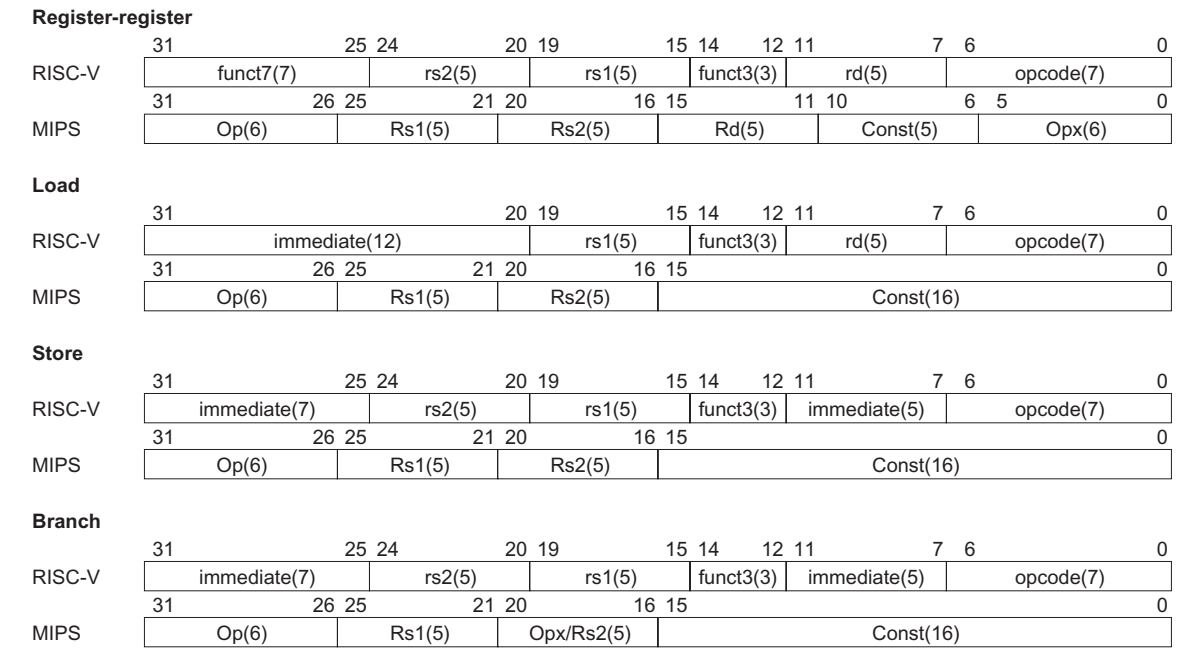 Register-register
31 25 24 20 19 15 14 12 11 7 6 0
RISC-V funct7(7) rs2(5) rs1(5) funct3(3) rd(5) opcode(7)
31 26 25 21 20 16 15 11 10 6 5 0
MIPS Op(6) Rs1(5) Rs2(5) Rd(5) Const(5) Opx(6)
Load
31 20 19 15 14 12 11 7 6 0
RISC-V immediate(12) rs1(5) funct3(3) rd(5) opcode(7)
31 26 25 21 20 16 15 0
MIPS Op(6) Rs1(5) Rs2(5) Const(16)
Store
31 25 24 20 19 15 14 12 11 7 6 0
RISC-V immediate(7) rs2(5) rs1(5) funct3(3) immediate(5) opcode(7)
31 26 25 21 20 16 15 0
MIPS Op(6) Rs1(5) Rs2(5) Const(16)
Branch
31 25 24 20 19 15 14 12 11 7 6 0
RISC-V immediate(7) rs2(5) rs1(5) funct3(3) immediate(5) opcode(7)
31 26 25 21 20 16 15 0
MIPS Op(6) Rs1(5) Opx/Rs2(5) Const(16)